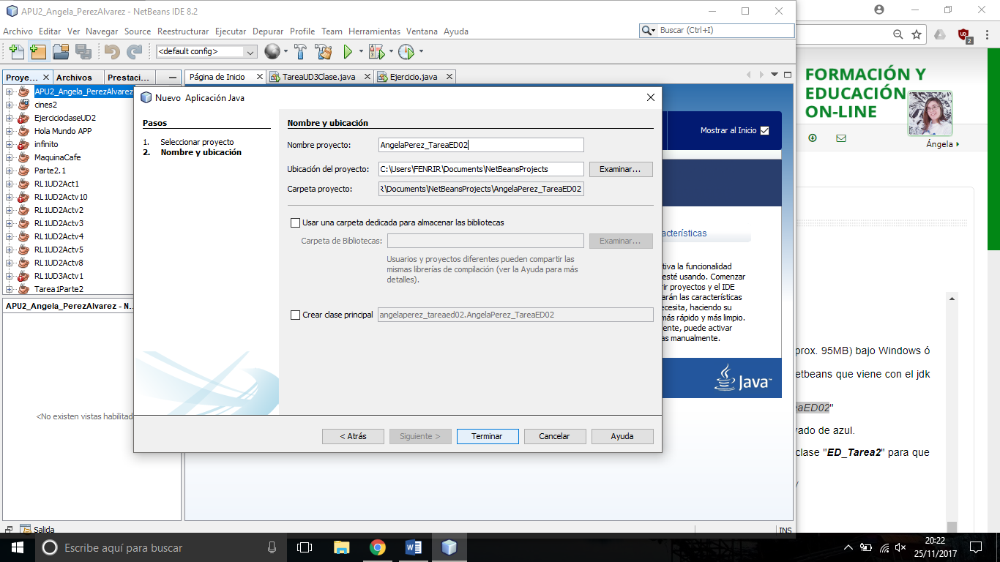 APU2_Angela_PerezAlvarez - NetBeans IDE 8.2
Archivo Editar Ver Navegar Source Reestructurar Ejecutar Depurar Profile Team Herramientas Ventana Ayuda
Buscar (Ctrl+I)
<default config>
2
Proye... Archivos Prestaci...
Página de Inicio TareaUD3Clase.java Ejercicio.java
APU2_Angela_PerezAlvarez
cines2
EjercicioclaseUD2
Hola Mundo APP
infinito
MaquinaCafe
Parte2.1
RL1UD2Act1
RL1UD2Actv10
RL1UD2Actv2
RL1UD2Actv3
RL1UD2Actv4
RL1UD2Actv5
RL1UD2Actv8
RL1UD3Actv1
Tarea1Parte2
APU2_Angela_PerezAlvarez - N...
<No existen vistas habilitad
Nuevo Aplicación Java
Pasos
1. Seleccionar proyecto
2. Nombre y ubicación
Nombre y ubicación
Nombre proyecto: AngelaPerez_TareaED02
Ubicación del proyecto: C:\Users\FENRIR\Documents\NetBeansProjects Examinar...
Carpeta proyecto: R\Documents\NetBeansProjects\AngelaPerez_TareaED02
Usar una carpeta dedicada para almacenar las bibliotecas
Carpeta de Bibliotecas: Examinar...
Usuarios y proyectos diferentes pueden compartir las
mismas librerías de compilación (ver la Ayuda para más
detalles).
Crear clase principal angelaperez_tareaed02.AngelaPerez_TareaED02
< Atrás Siguiente > Terminar Cancelar Ayuda
Mostrar al Inicio
acterísticas
tiva la funcionalidad
esté usando. Comenzar
rir proyectos y el IDE
arán las características
ecesita, haciendo su
más rápido y más limpio.
ente, puede activar
as manualmente.
Java
FORMACIÓN Y
EDUCACIÓN
ON-LINE
Ángela
prox. 95MB) bajo Windows ó
etbeans que viene con el jdk
eaED02"
vado de azul.
clase "ED_Tarea2" para que
Salida
INS
Escribe aquí para buscar
20:22
25/11/2017